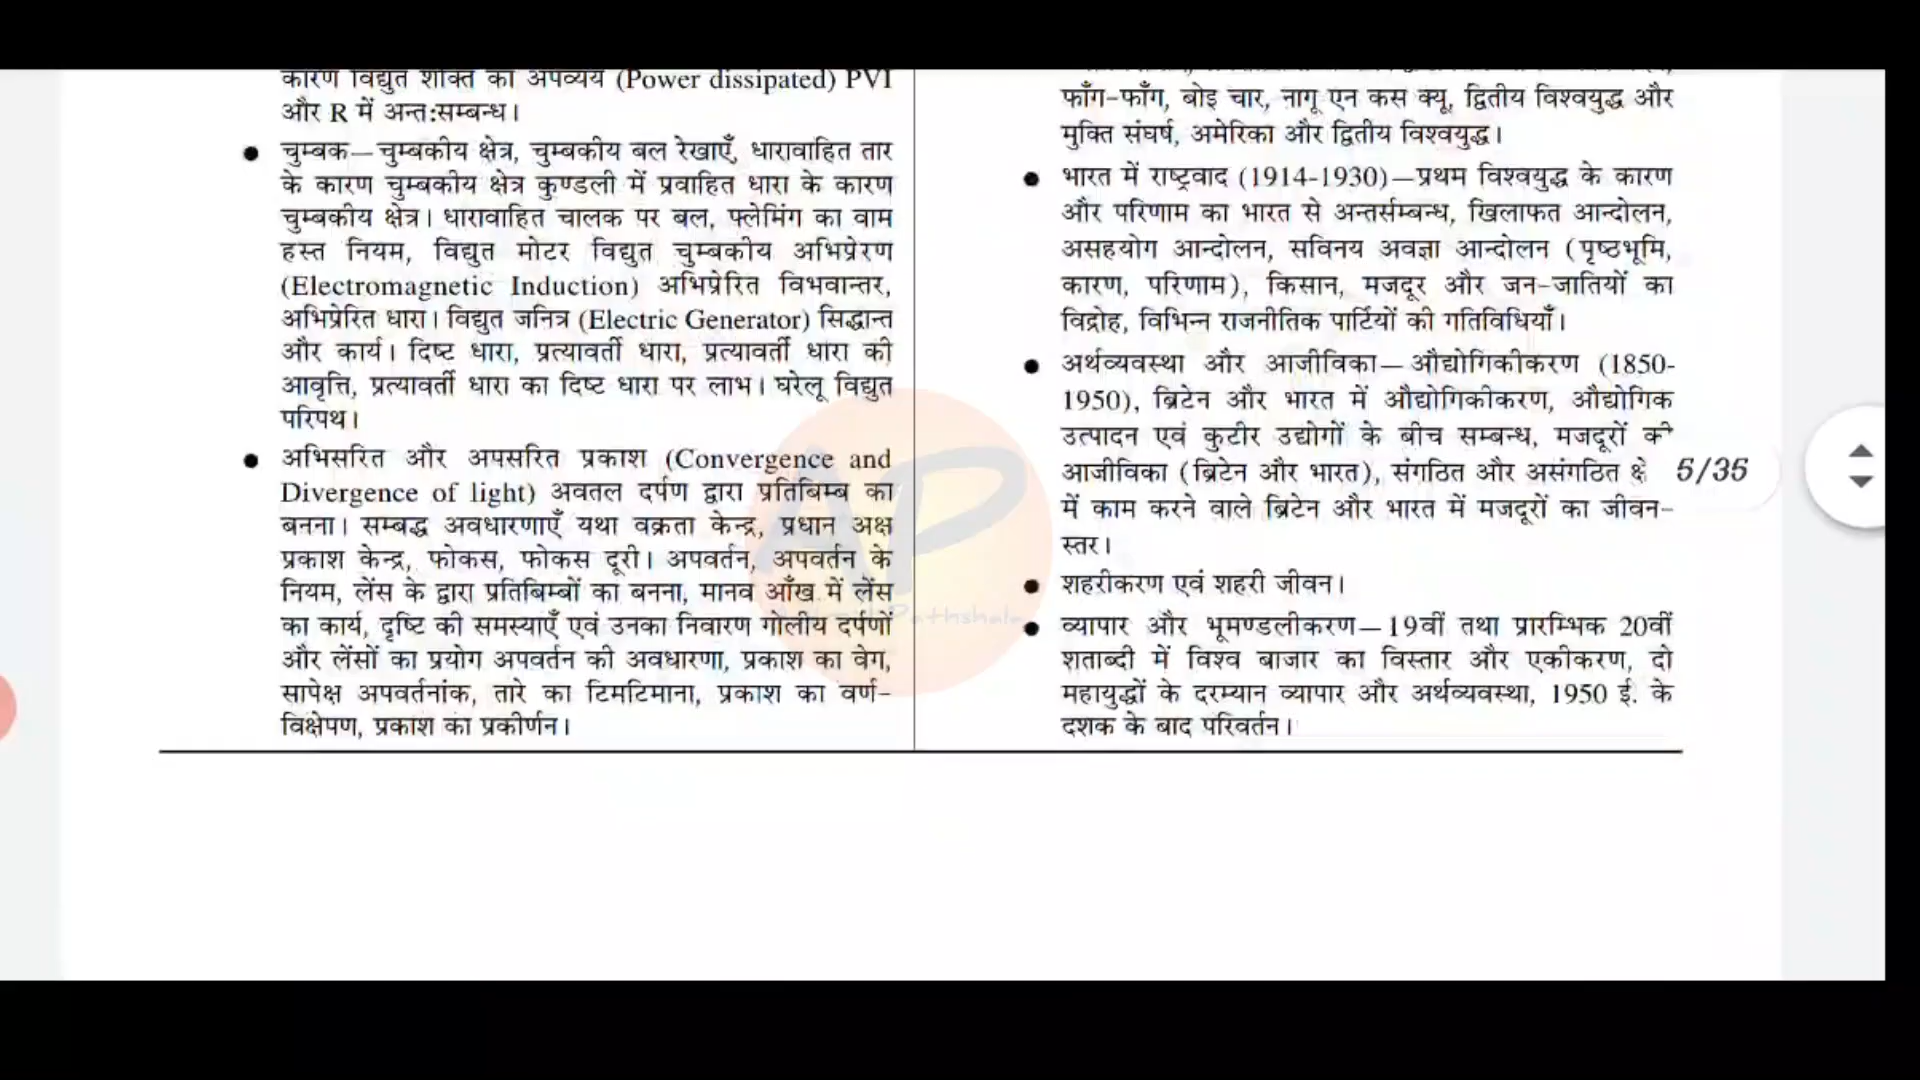 कारण विद्युत शक्ति का अपव्यय (Power dissipated) PVI
और R में अन्त:सम्बन्ध।
● चुम्बक—चुम्बकीय क्षेत्र, चुम्बकीय बल रेखाएँ, धारावाहित तार
के कारण चुम्बकीय क्षेत्र कुण्डली में प्रवाहित धारा के कारण
चुम्बकीय क्षेत्र। धारावाहित चालक पर बल, फ्लेमिंग का वाम
हस्त नियम, विद्युत मोटर विद्युत चुम्बकीय अभिप्रेरण
(Electromagnetic Induction) अभिप्रेरित विभवान्तर,
अभिप्रेरित धारा। विद्युत जनित्र (Electric Generator) सिद्धान्त
और कार्य। दिष्ट धारा, प्रत्यावर्ती धारा, प्रत्यावर्ती धारा की
आवृत्ति, प्रत्यावर्ती धारा का दिष्ट धारा पर लाभ। घरेलू विद्युत
परिपथ।
● अभिसरित और अपसरित प्रकाश (Convergence and
Divergence of light) अवतल दर्पण द्वारा प्रतिबिम्ब का
बनना। सम्बद्ध अवधारणाएँ यथा वक्रता केन्द्र, प्रधान अक्ष
प्रकाश केन्द्र, फोकस, फोकस दूरी। अपवर्तन, अपवर्तन के
नियम, लेंस के द्वारा प्रतिबिम्बों का बनना, मानव आँख में लेंस
का कार्य, दृष्टि की समस्याएँ एवं उनका निवारण गोलीय दर्पणों
और लेंसों का प्रयोग अपवर्तन की अवधारणा, प्रकाश का वेग,
सापेक्ष अपवर्तनांक, तारे का टिमटिमाना, प्रकाश का वर्ण-
विक्षेपण, प्रकाश का प्रकीर्णन।
फाँग-फाँग, बोइ चार, नागू एन कस क्यू, द्वितीय विश्वयुद्ध और
मुक्ति संघर्ष, अमेरिका और द्वितीय विश्वयुद्ध।
● भारत में राष्ट्रवाद (1914-1930)—प्रथम विश्वयुद्ध के कारण
और परिणाम का भारत से अन्तर्सम्बन्ध, खिलाफत आन्दोलन,
असहयोग आन्दोलन, सविनय अवज्ञा आन्दोलन (पृष्ठभूमि,
कारण, परिणाम), किसान, मजदूर और जन-जातियों का
विद्रोह, विभिन्न राजनीतिक पार्टियों की गतिविधियाँ।
● अर्थव्यवस्था और आजीविका—औद्योगिकीकरण (1850-
1950), ब्रिटेन और भारत में औद्योगिकीकरण, औद्योगिक
उत्पादन एवं कुटीर उद्योगों के बीच सम्बन्ध, मजदूरों की
आजीविका (ब्रिटेन और भारत), संगठित और असंगठित क्षे
में काम करने वाले ब्रिटेन और भारत में मजदूरों का जीवन-
स्तर।
● शहरीकरण एवं शहरी जीवन।
● व्यापार और भूमण्डलीकरण—19वीं तथा प्रारम्भिक 20वीं
शताब्दी में विश्व बाजार का विस्तार और एकीकरण, दो
महायुद्धों के दरम्यान व्यापार और अर्थव्यवस्था, 1950 ई. के
दशक के बाद परिवर्तन।
5/35
AP
Pathshala